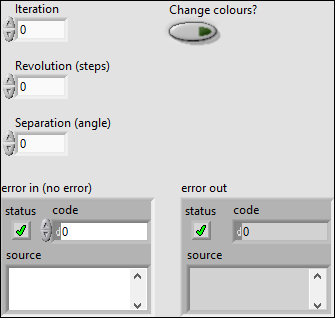 Iteration
Change colours?
0
Revolution (steps)
0
Separation (angle)
0
error in (no error)
error out
status
code
status
code
d
0
d
0
source
source